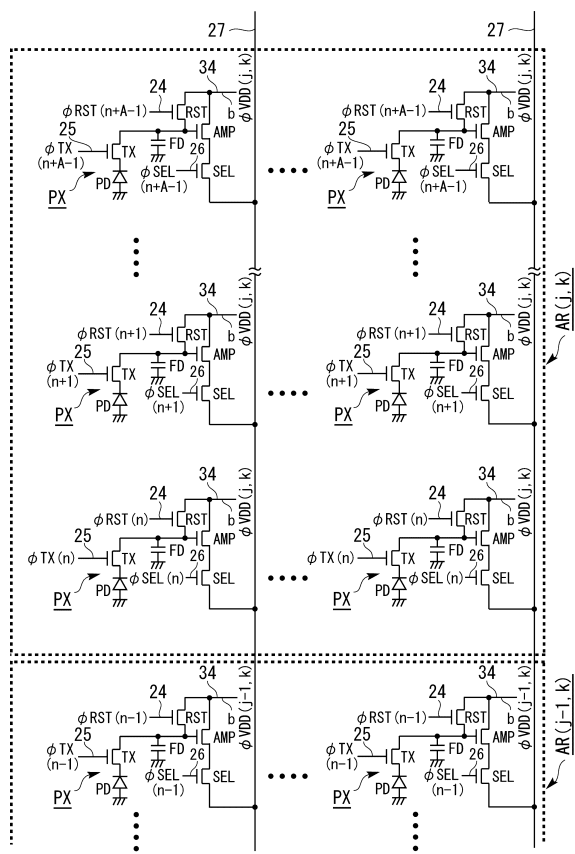 27 27
34 34
24 24
φRST(n+A-1) RST b φVDD(j,k) φRST(n+A-1) RST b φVDD(j,k)
25 AMP 25 AMP
φTX FD φTX FD
(n+A-1) TX 26 (n+A-1) TX 26
φSEL SEL φSEL SEL
PX PD (n+A-1) PX PD (n+A-1)
AR(j,k)
34 34
24 24
φRST(n+1) RST b φVDD(j,k) φRST(n+1) RST b φVDD(j,k)
25 AMP 25 AMP
φTX FD φTX FD
(n+1) TX 26 (n+1) TX 26
φSEL SEL φSEL SEL
PX PD (n+1) PX PD (n+1)
34 34
24 24
φRST(n) RST b φVDD(j,k) φRST(n) RST b φVDD(j,k)
25 AMP 25 AMP
FD FD
φTX(n) TX 26 φTX(n) TX 26
φSEL(n) SEL φSEL(n) SEL
PX PD PX PD
34 34
24 24
φRST(n-1) RST b φVDD(j-1,k) φRST(n-1) RST b φVDD(j-1,k)
25 AMP 25 AMP
φTX FD φTX FD
(n-1) TX 26 (n-1) TX 26
φSEL SEL φSEL SEL
PX PD (n-1) PX PD (n-1)
AR(j-1,k)